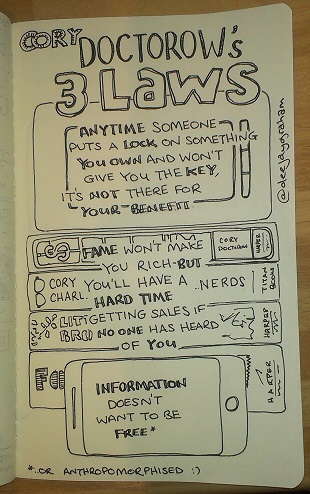 CORY
DOCTOROW's
3 LAWS
ANYTIME SOMEONE
PUTS A LOCK ON SOMETHING
YOU OWN AND WON'T
GIVE YOU THE KEY,
IT'S NOT THERE FOR
YOUR BENEFIT
@deejaygraham
FAME WON'T MAKE
YOU RICH-BUT
CORY
DOCTOROW
HARPER
CORY
CHARL.
YOU'LL HAVE A
HARD TIME
..NERDS
TITAN
BOOKS
LIT
BRO
GETTING SALES IF
NO ONE HAS HEARD
OF YOU
HARPER
INFORMATION
DOESN'T
WANT TO BE
FREE*
HARPER
*..OR ANTHROPOMORPHISED :)